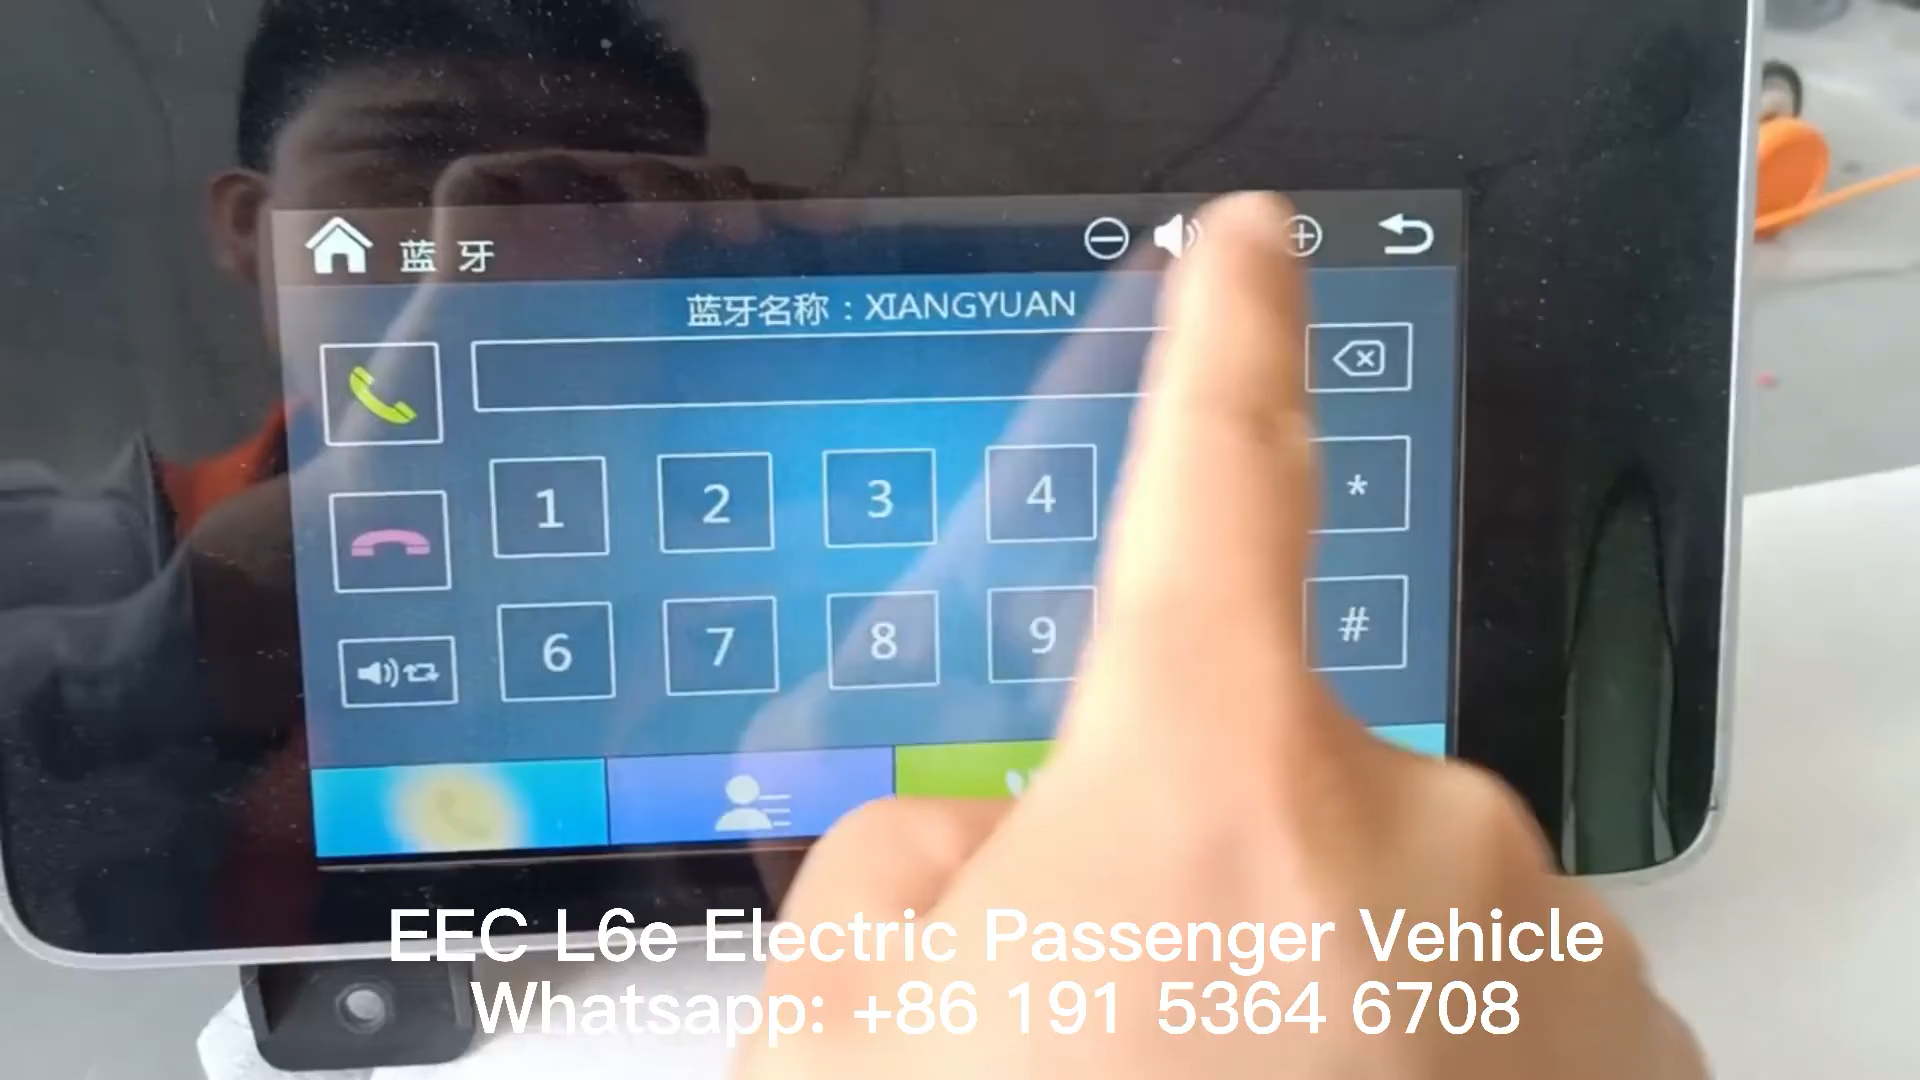 蓝牙
蓝牙名称：XIANGYUAN
1 2 3 4 *
6 7 8 9 #
EEC L6e Electric Passenger Vehicle
Whatsapp: +86 191 5364 6708